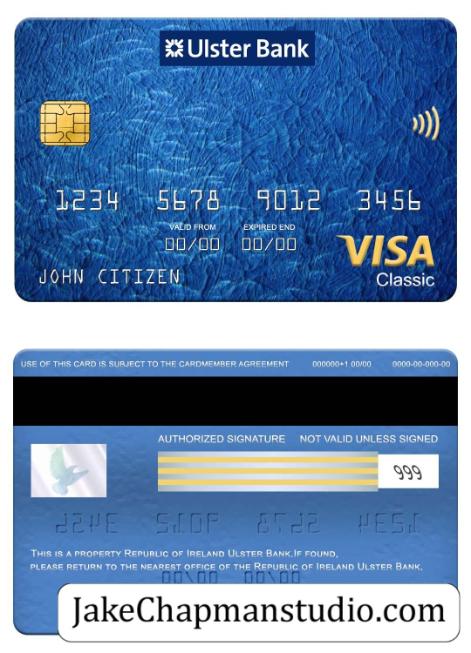 Ulster Bank
1234 5678 9012 3456
VALID FROM EXPIRED END
00/00 00/00
VISA
JOHN CITIZEN
Classic
USE OF THIS CARD IS SUBJECT TO THE CARDMEMBER AGREEMENT 000000+1 00/00 0000-00-000-00
AUTHORIZED SIGNATURE NOT VALID UNLESS SIGNED
999
THIS IS A PROPERTY REPUBLIC OF IRELAND ULSTER BANK.IF FOUND,
PLEASE RETURN TO THE NEAREST OFFICE OF THE REPUBLIC OF IRELAND ULSTER BANK,
JakeChapmanstudio.com